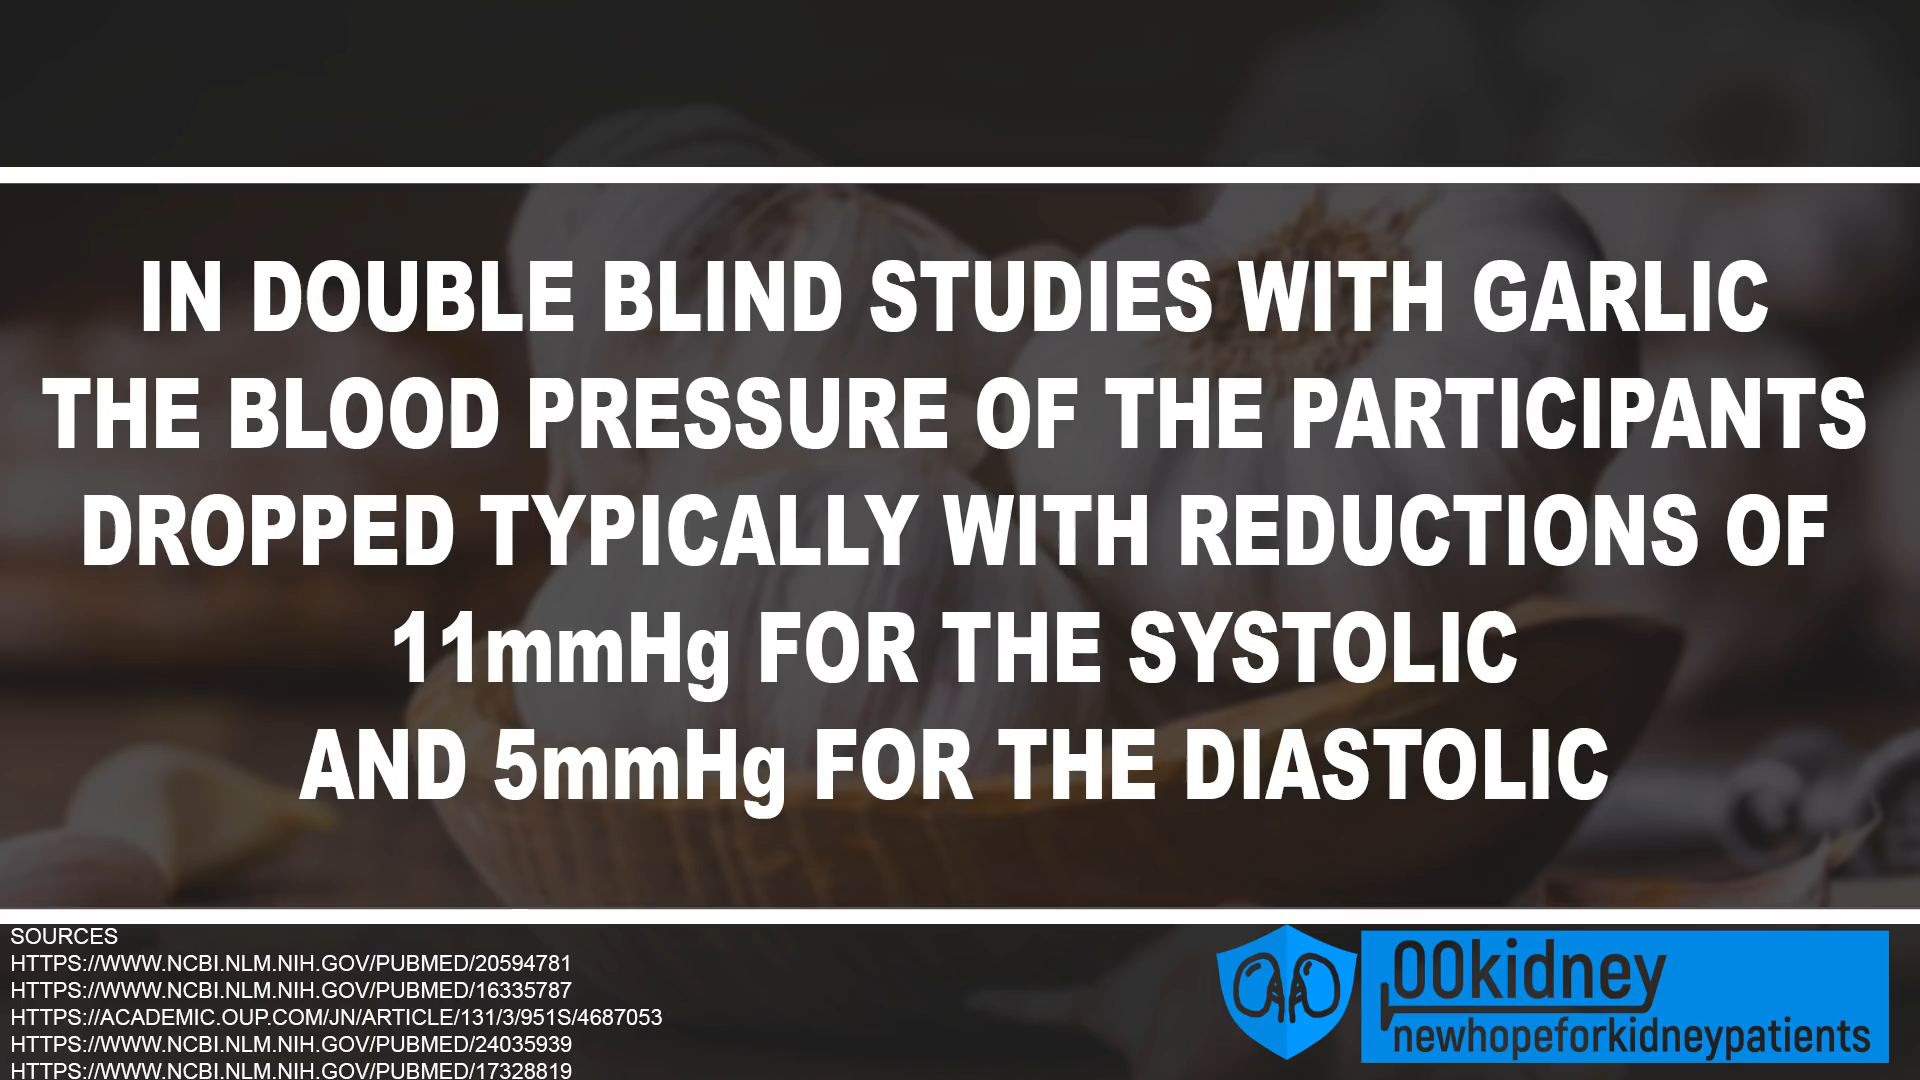 IN DOUBLE BLIND STUDIES WITH GARLIC
THE BLOOD PRESSURE OF THE PARTICIPANTS
DROPPED TYPICALLY WITH REDUCTIONS OF
11mmHg FOR THE SYSTOLIC
AND 5mmHg FOR THE DIASTOLIC
SOURCES
HTTPS://WWW.NCBI.NLM.NIH.GOV/PUBMED/20594781
HTTPS://WWW.NCBI.NLM.NIH.GOV/PUBMED/16335787
HTTPS://ACADEMIC.OUP.COM/JN/ARTICLE/131/3/951S/4687053
HTTPS://WWW.NCBI.NLM.NIH.GOV/PUBMED/24035939
HTTPS://WWW.NCBI.NLM.NIH.GOV/PUBMED/17328819
00kidney
newhopeforkidneypatients